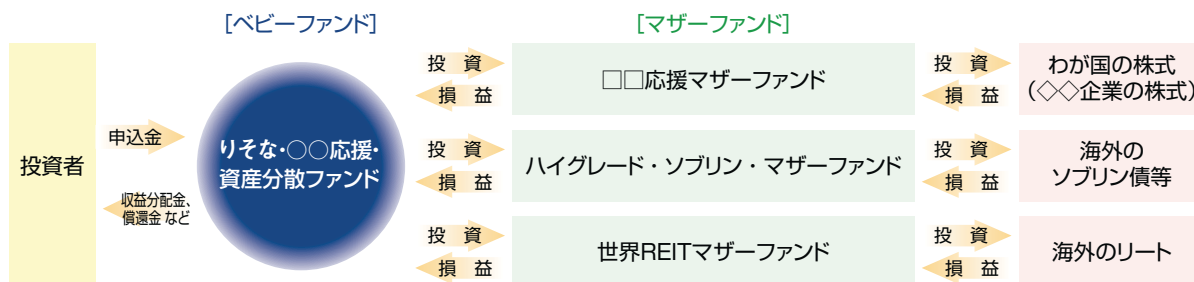 [ベビーファンド]
[マザーファンド]
投資者
申込金
収益分配金、
償還金 など
りそな・○○応援・
資産分散ファンド
投 資
損 益
□□応援マザーファンド
投 資
損 益
わが国の株式
(◇◇企業の株式)
投 資
損 益
ハイグレード・ソブリン・マザーファンド
投 資
損 益
海外の
ソブリン債等
投 資
損 益
世界REITマザーファンド
投 資
損 益
海外のリート